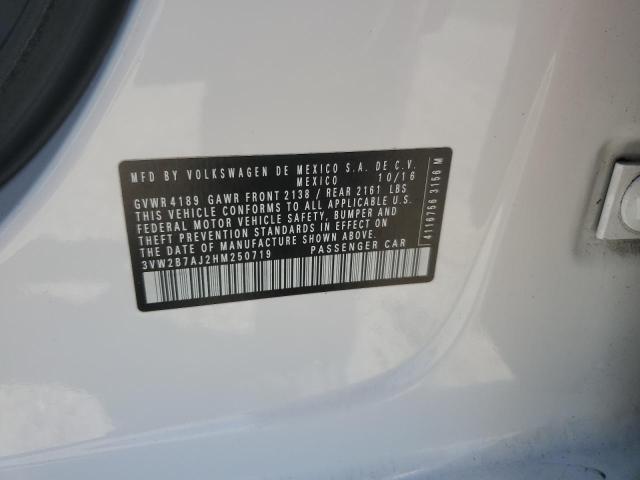 MFD BY VOLKSWAGEN DE MEXICO S.A. DE C.V.
MEXICO 10/16
GVWR 4189 GAWR FRONT 2138 / REAR 2161 LBS
THIS VEHICLE CONFORMS TO ALL APPLICABLE U.S.
FEDERAL MOTOR VEHICLE SAFETY, BUMPER AND
THEFT PREVENTION STANDARDS IN EFFECT ON
THE DATE OF MANUFACTURE SHOWN ABOVE.
3VW2B7AJ2HM250719 PASSENGER CAR
4116756 3156 M